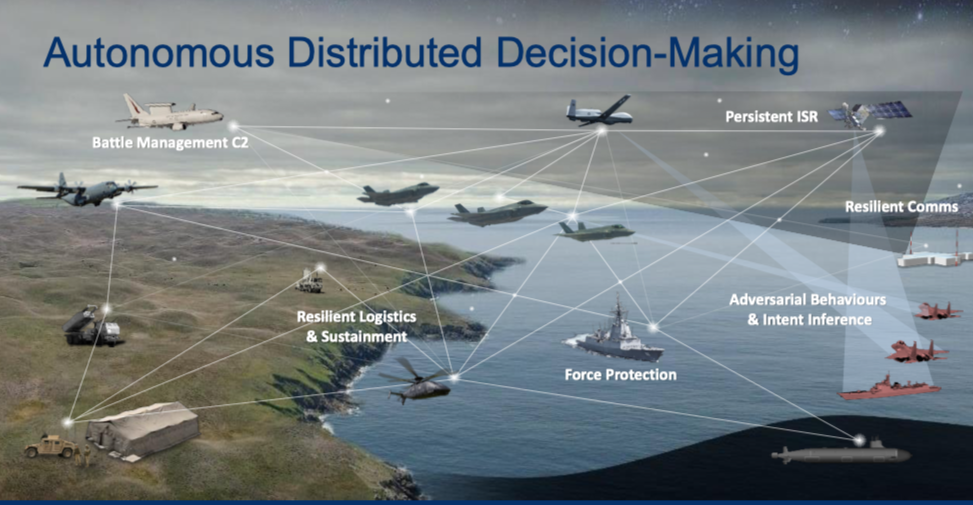 Autonomous Distributed Decision-Making
Battle Management C2
Persistent ISR
Resilient Comms
Adversarial Behaviours
& Intent Inference
Resilient Logistics
& Sustainment
Force Protection